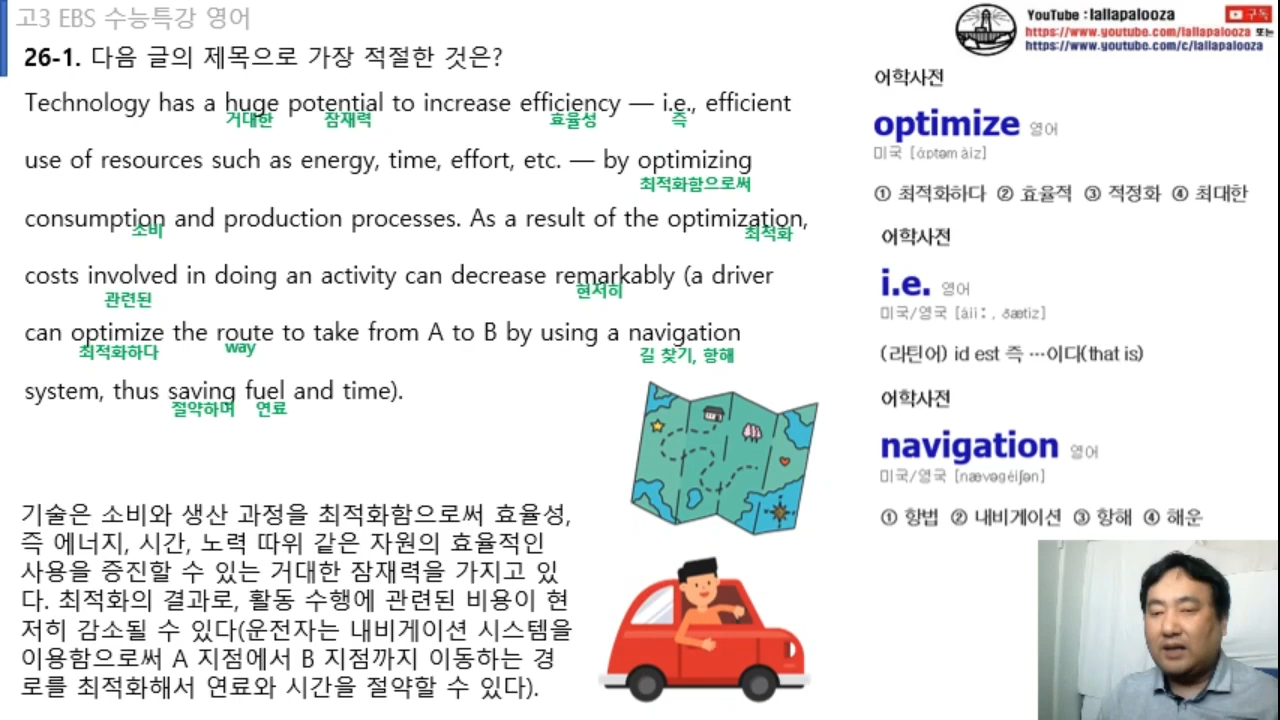 고3 EBS 수능특강 영어
26-1. 다음 글의 제목으로 가장 적절한 것은?
Technology has a huge potential to increase efficiency — i.e., efficient
거대한 잠재력 효율성 즉
use of resources such as energy, time, effort, etc. — by optimizing
최적화함으로써
consumption and production processes. As a result of the optimization,
소비 최적화
costs involved in doing an activity can decrease remarkably (a driver
관련된 현저히
can optimize the route to take from A to B by using a navigation
최적화하다 way 길 찾기, 항해
system, thus saving fuel and time).
절약하며 연료
기술은 소비와 생산 과정을 최적화함으로써 효율성,
즉 에너지, 시간, 노력 따위 같은 자원의 효율적인
사용을 증진할 수 있는 거대한 잠재력을 가지고 있
다. 최적화의 결과로, 활동 수행에 관련된 비용이 현
저히 감소될 수 있다(운전자는 내비게이션 시스템을
이용함으로써 A 지점에서 B 지점까지 이동하는 경
로를 최적화해서 연료와 시간을 절약할 수 있다).
YouTube : lallapalooza 구독
https://www.youtube.com/lallapalooza 또는
https://www.youtube.com/c/lallapalooza
어학사전
optimize 영어
미국 [ɑ́ptəmàiz]
① 최적화하다 ② 효율적 ③ 적정화 ④ 최대한
어학사전
i.e. 영어
미국/영국 [áiíː, ðætíz]
(라틴어) id est 즉 …이다(that is)
어학사전
navigation 영어
미국/영국 [nævəgéiʃən]
① 항법 ② 내비게이션 ③ 항해 ④ 해운